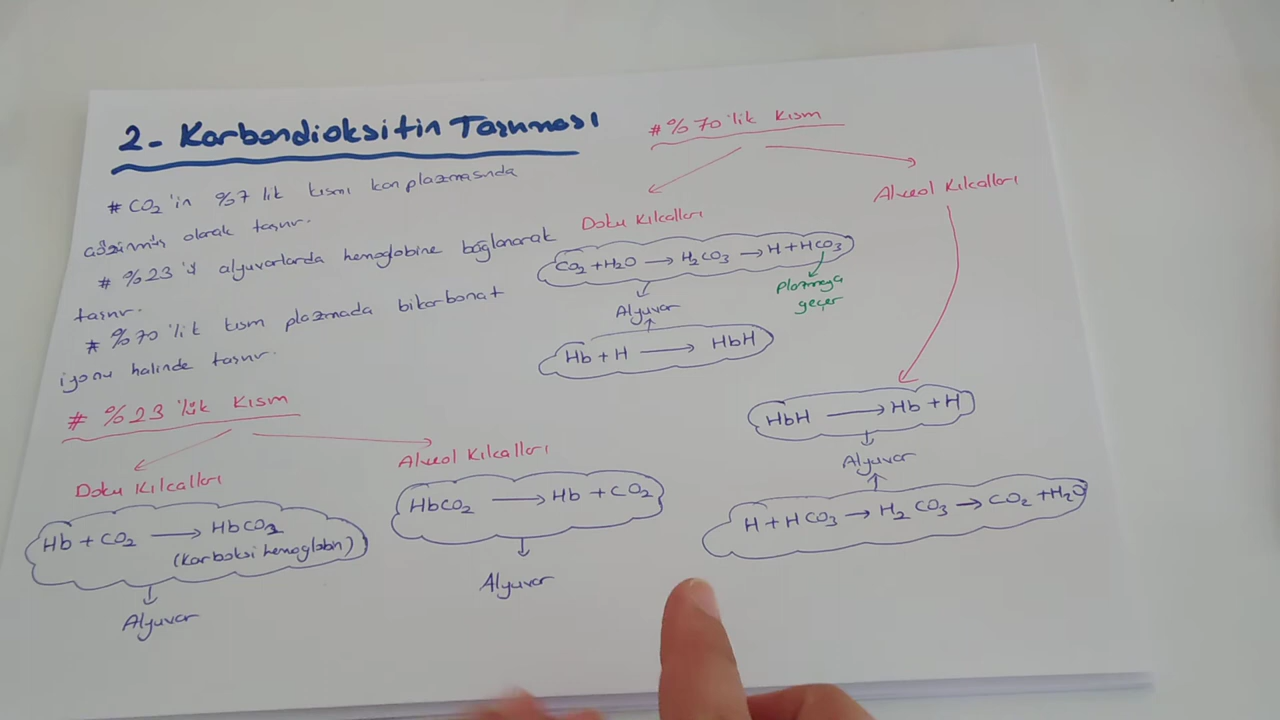 2- Karbondioksitin Taşınması
# CO₂'in %7 lik kısmı kan plazmasında
çözünmüş olarak taşınır.
# %23'ü alyuvarlarda hemoglobine bağlanarak
taşınır.
# %70'lik kısım plazmada bikarbonat
iyonu halinde taşınır.
# %23'lük Kısım
Doku Kılcalları
Hb + CO₂ → HbCO₂
(Karboksi hemoglobin)
Alyuvar
Alveol Kılcalları
HbCO₂ → Hb + CO₂
Alyuvar
# %70'lik Kısım
Doku Kılcalları
CO₂ + H₂O → H₂CO₃ → H + HCO₃
Plazmaya
geçer
Alyuvar
Hb + H → HbH
Alveol Kılcalları
HbH → Hb + H
Alyuvar
H + HCO₃ → H₂CO₃ → CO₂ + H₂O